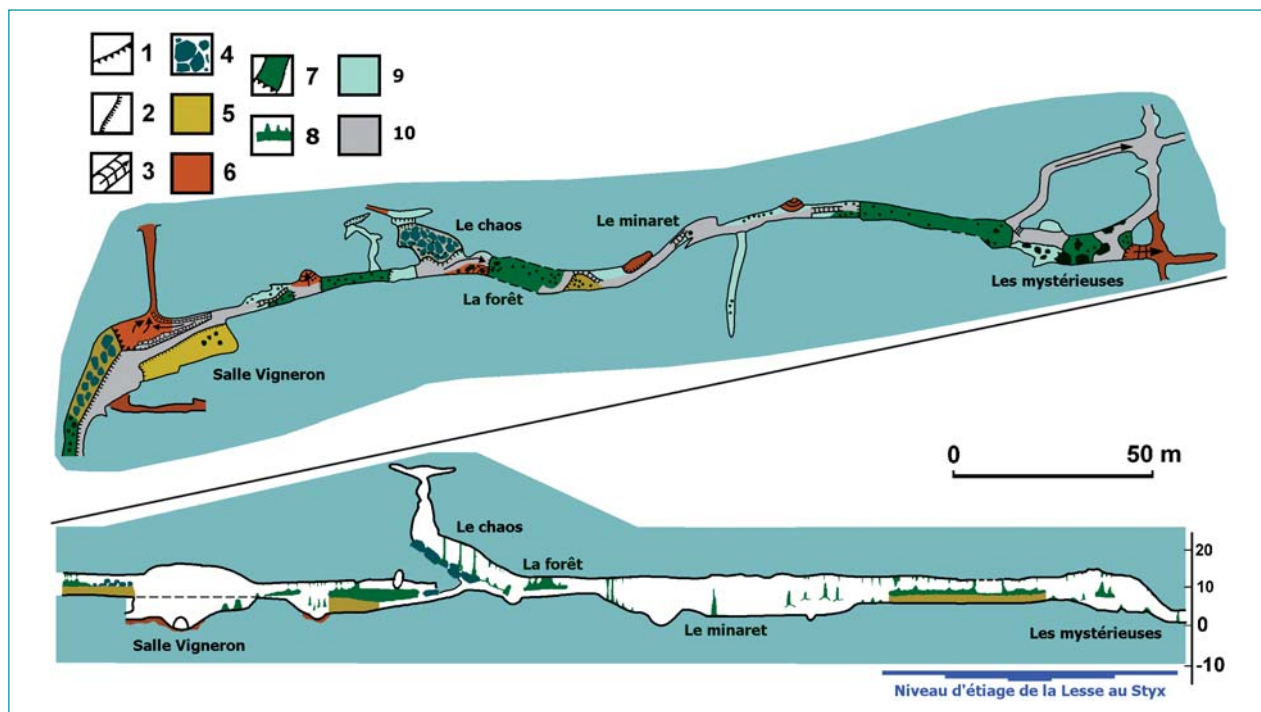 1 4 7 9
2 5 8 10
3 6
Le chaos
Le minaret
La forêt
Les mystérieuses
Salle Vigneron
0 50 m
Le chaos
La forêt
20
10
0
-10
Salle Vigneron
Le minaret
Les mystérieuses
Niveau d'étiage de la Lesse au Styx